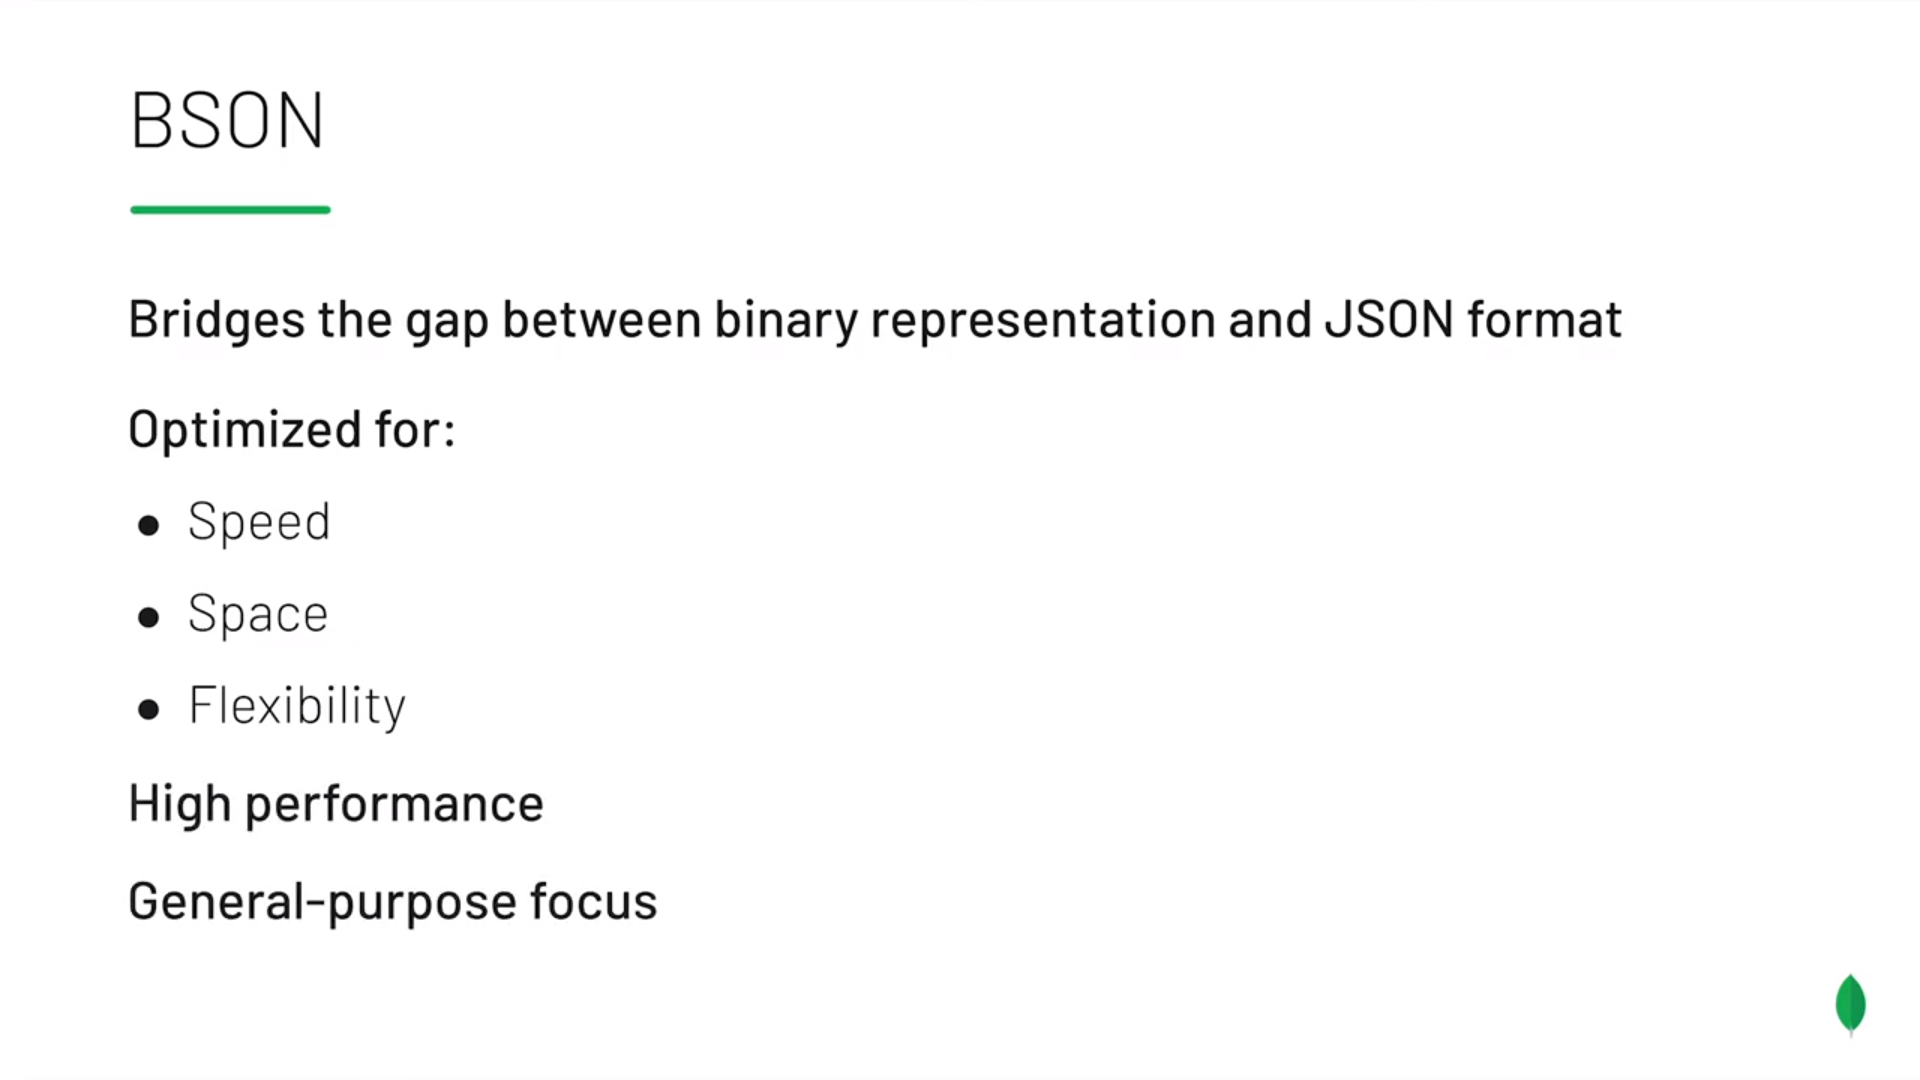 BSON
Bridges the gap between binary representation and JSON format
Optimized for:
● Speed
● Space
● Flexibility
High performance
General-purpose focus